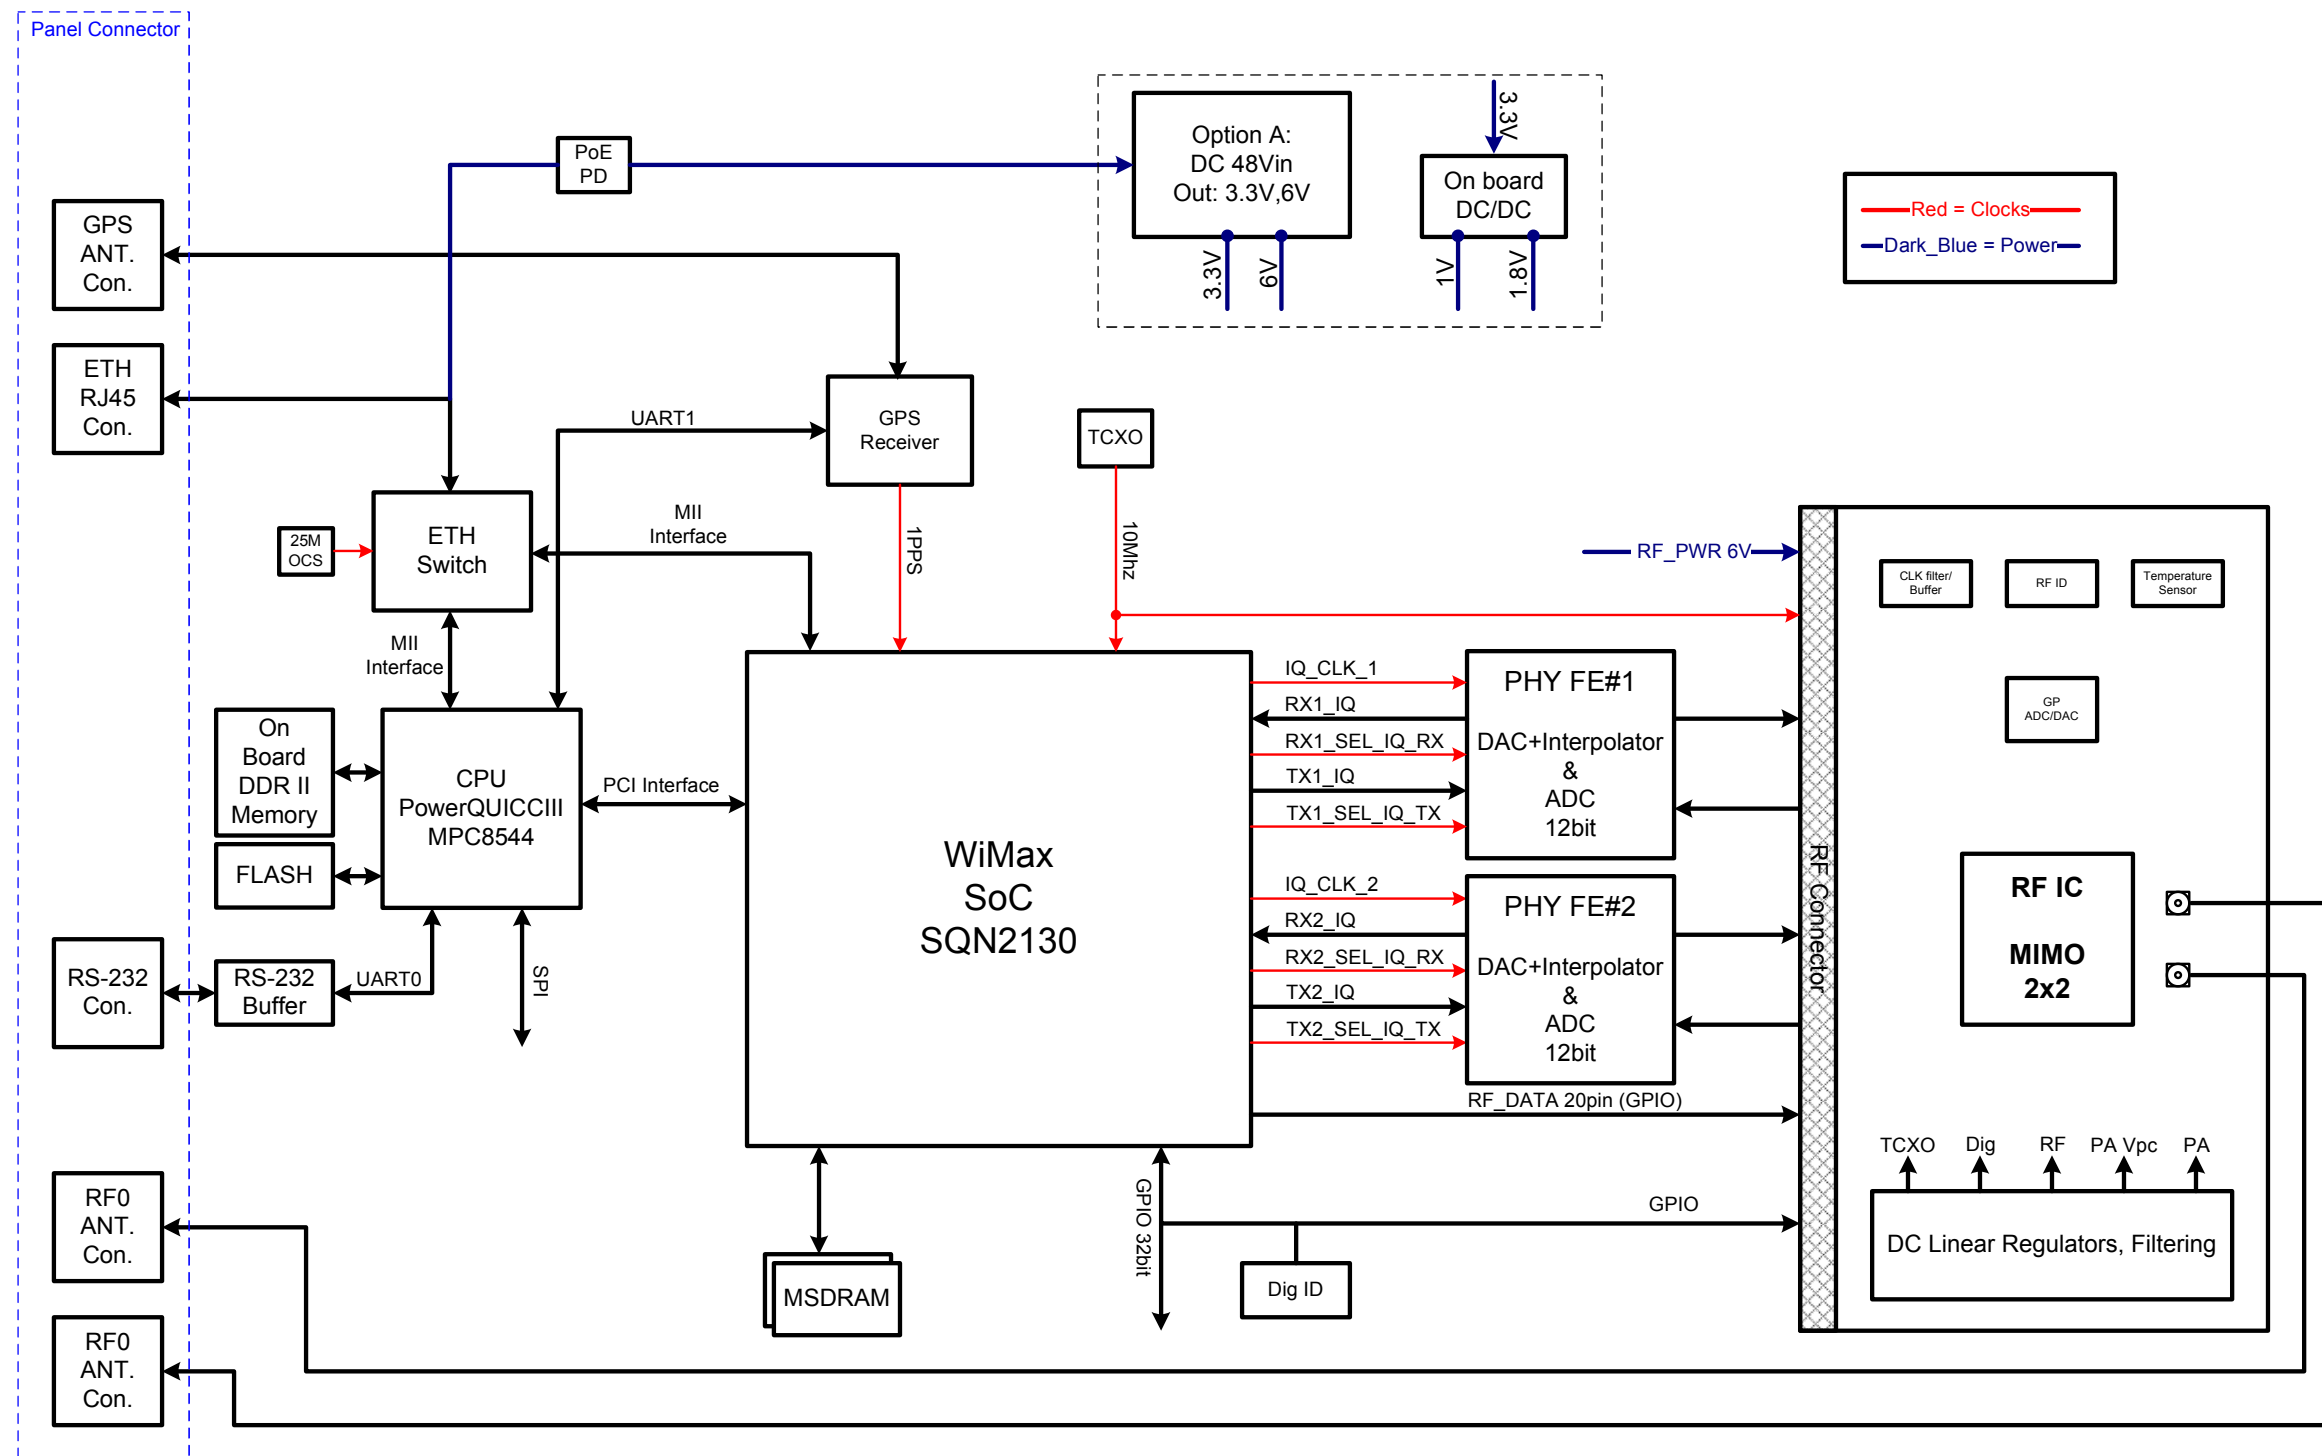 Panel Connector
PoE
PD
Option A:
DC 48Vin
Out: 3.3V,6V
3.3V
6V
3.3V
On board
DC/DC
1V
1.8V
Red = Clocks
Dark_Blue = Power
GPS
ANT.
Con.
ETH
RJ45
Con.
UART1
GPS
Receiver
TCXO
25M
OCS
ETH
Switch
MII
Interface
1PPS
10Mhz
RF_PWR 6V
CLK filter/
Buffer
RF ID
Temperature
Sensor
MII
Interface
On
Board
DDR II
Memory
CPU
PowerQUICCIII
MPC8544
PCI Interface
FLASH
WiMax
SoC
SQN2130
IQ_CLK_1
RX1_IQ
RX1_SEL_IQ_RX
TX1_IQ
TX1_SEL_IQ_TX
PHY FE#1
DAC+Interpolator
&
ADC
12bit
IQ_CLK_2
RX2_IQ
RX2_SEL_IQ_RX
TX2_IQ
TX2_SEL_IQ_TX
PHY FE#2
DAC+Interpolator
&
ADC
12bit
RF Connector
GP
ADC/DAC
RF IC
MIMO
2x2
RS-232
Con.
RS-232
Buffer
UART0
SPI
RF_DATA 20pin (GPIO)
TCXO
Dig
RF
PA Vpc
PA
DC Linear Regulators, Filtering
RF0
ANT.
Con.
GPIO 32bit
GPIO
Dig ID
MSDRAM
RF0
ANT.
Con.